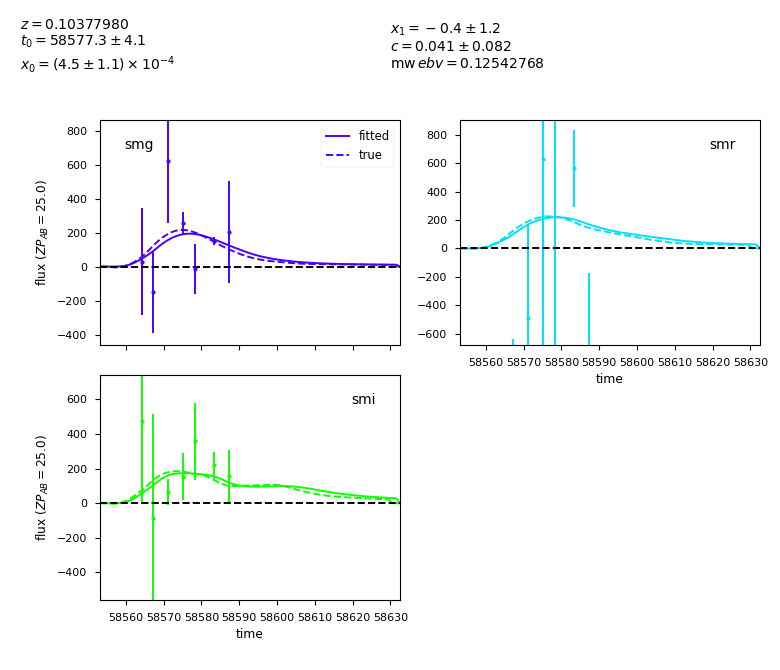 z = 0.10377980
t₀ = 58577.3 ± 4.1
x₀ = (4.5 ± 1.1) × 10⁻⁴
x₁ = −0.4 ± 1.2
c = 0.041 ± 0.082
mw ebv = 0.12542768
smg
fitted
true
800
600
400
200
0
−200
−400
flux (ZP_AB = 25.0)
smr
800
600
400
200
0
−200
−400
−600
58560 58570 58580 58590 58600 58610 58620 58630
time
smi
600
400
200
0
−200
−400
flux (ZP_AB = 25.0)
58560 58570 58580 58590 58600 58610 58620 58630
time